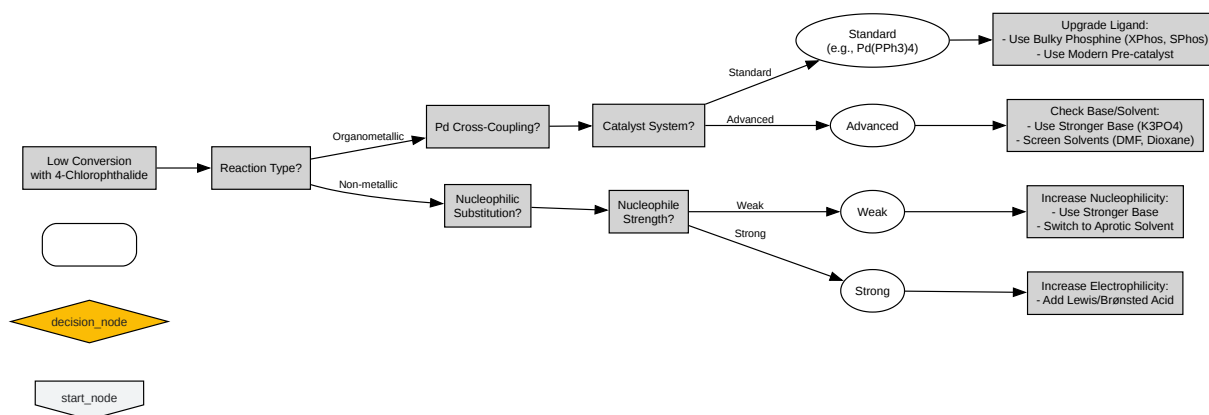 Low Conversion
with 4-Chlorophthalide
Reaction Type?
Organometallic
Non-metallic
Pd Cross-Coupling?
Catalyst System?
Standard
Advanced
Standard
(e.g., Pd(PPh3)4)
Upgrade Ligand:
- Use Bulky Phosphine (XPhos, SPhos)
- Use Modern Pre-catalyst
Advanced
Check Base/Solvent:
- Use Stronger Base (K3PO4)
- Screen Solvents (DMF, Dioxane)
Nucleophilic
Substitution?
Nucleophile
Strength?
Weak
Strong
Weak
Increase Nucleophilicity:
- Use Stronger Base
- Switch to Aprotic Solvent
Strong
Increase Electrophilicity:
- Add Lewis/Brønsted Acid
decision_node
start_node